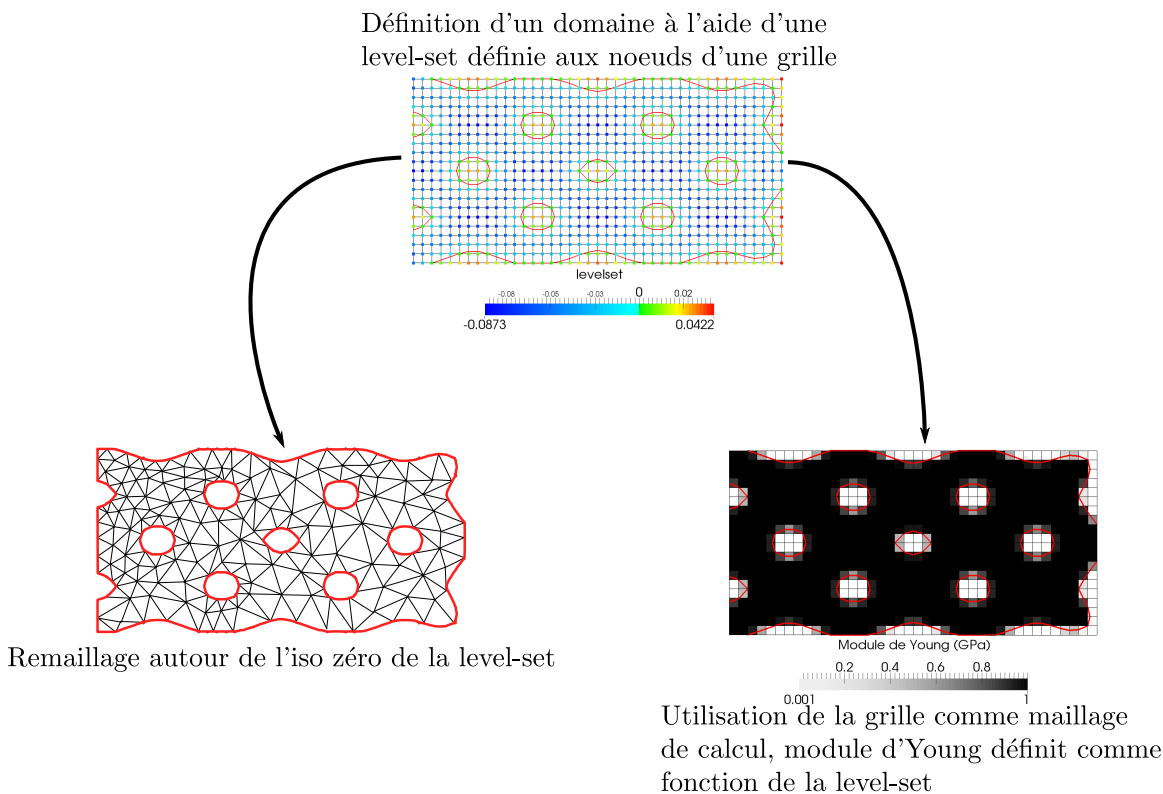 Définition d'un domaine à l'aide d'une
level-set définie aux noeuds d'une grille
levelset
-0.08 -0.05 -0.03 0 0.02
-0.0873 0.0422
Remaillage autour de l'iso zéro de la level-set
Module de Young (GPa)
0.2 0.4 0.6 0.8
0.001 1
Utilisation de la grille comme maillage
de calcul, module d'Young définit comme
fonction de la level-set